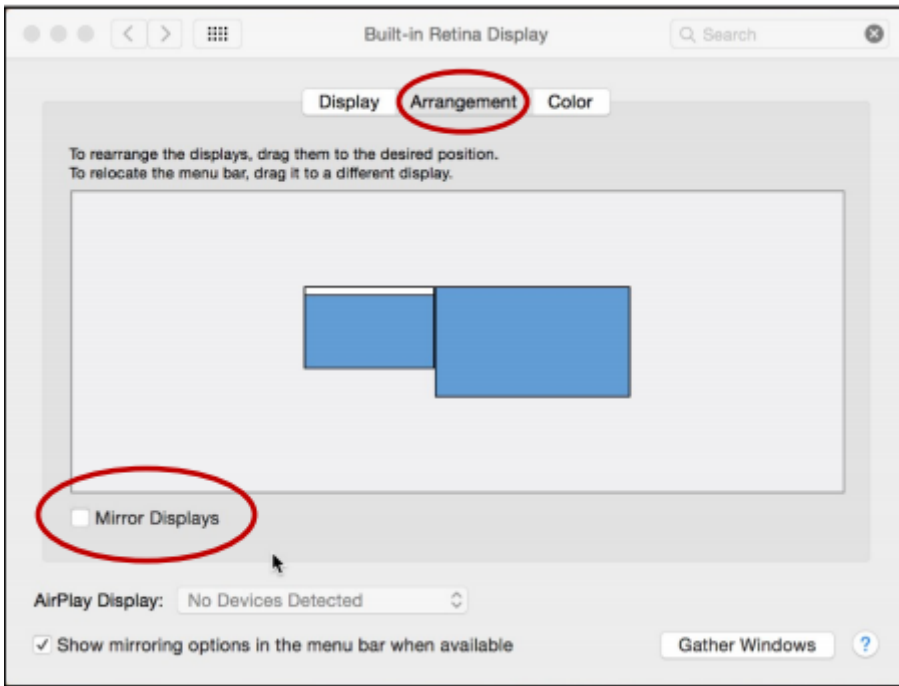 Built-in Retina Display
Search
Display Arrangement Color
To rearrange the displays, drag them to the desired position.
To relocate the menu bar, drag it to a different display.
Mirror Displays
AirPlay Display: No Devices Detected
Show mirroring options in the menu bar when available
Gather Windows
?